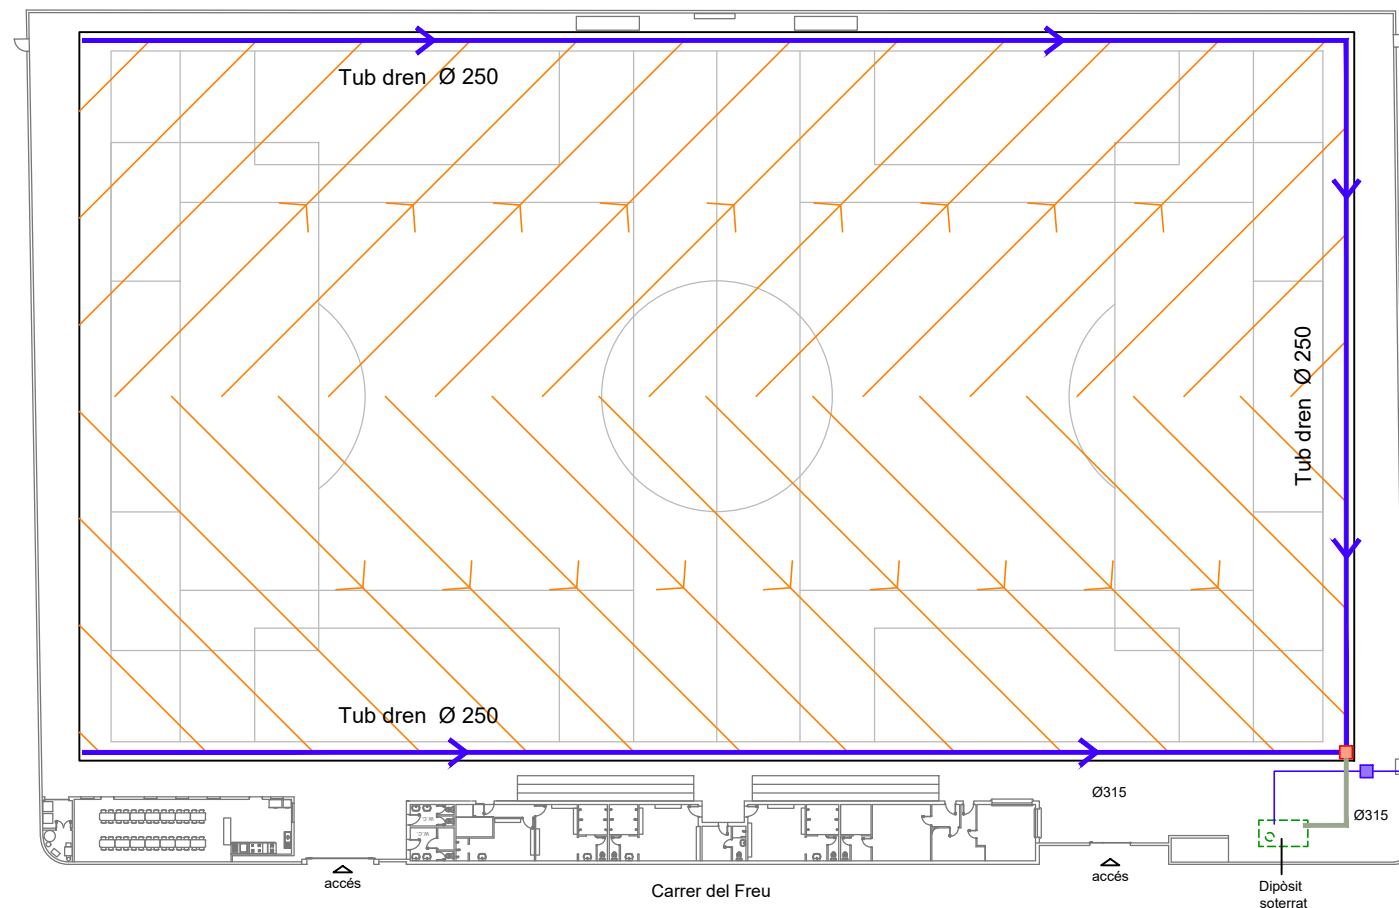 Tub dren Ø 250
Tub dren Ø 250
Tub dren Ø 250
Ø315
Ø315
W.C.
W.C.
accés
accés
Carrer del Freu
Dipòsit
soterrat